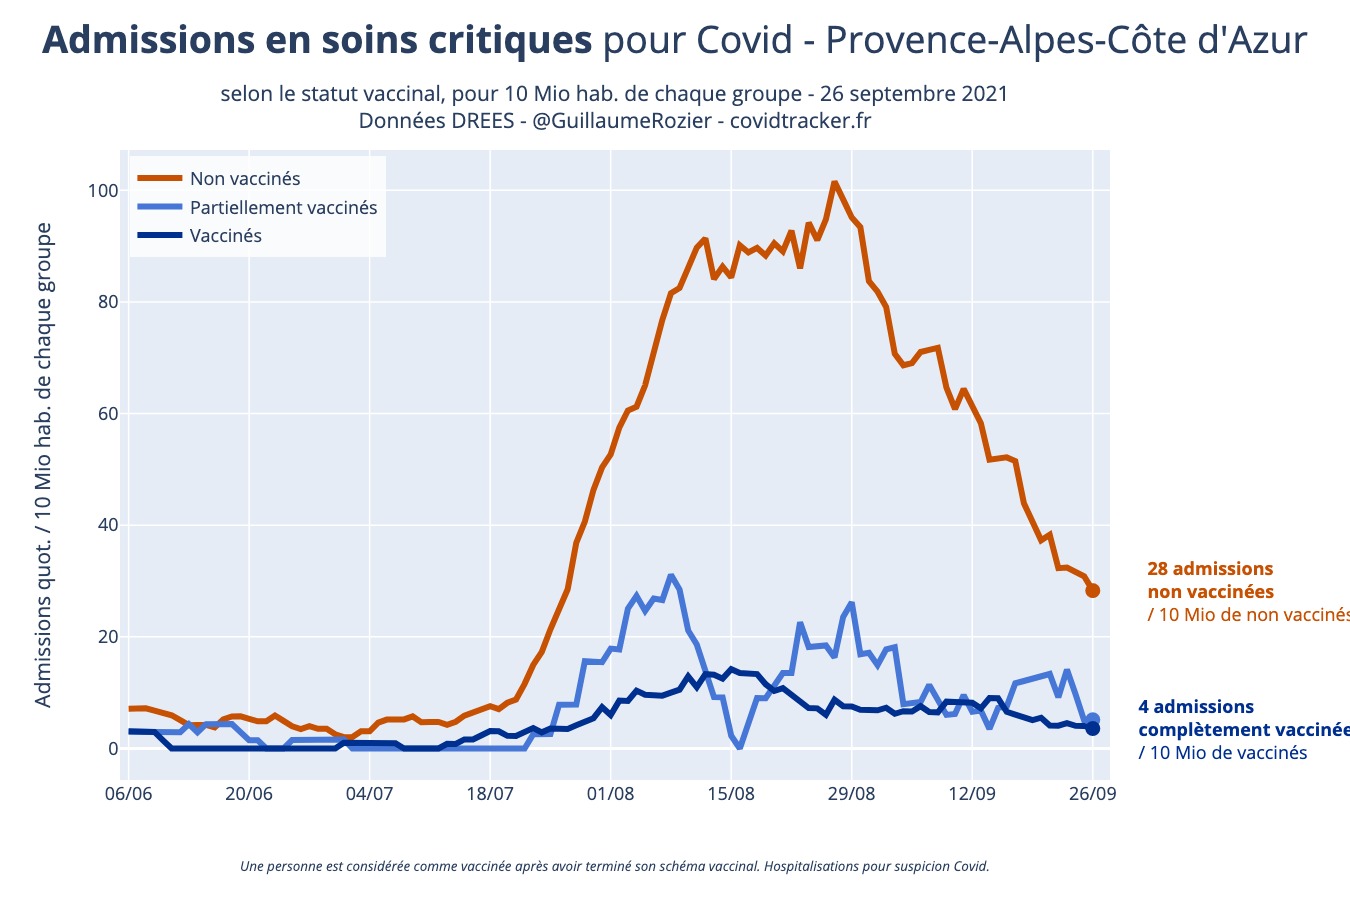 Admissions en soins critiques pour Covid - Provence-Alpes-Côte d'Azur
selon le statut vaccinal, pour 10 Mio hab. de chaque groupe - 26 septembre 2021
Données DREES - @GuillaumeRozier - covidtracker.fr
Non vaccinés
Partiellement vaccinés
Vaccinés
Admissions quot. / 10 Mio hab. de chaque groupe
100
80
60
40
20
0
06/06
20/06
04/07
18/07
01/08
15/08
29/08
12/09
26/09
28 admissions
non vaccinées
/ 10 Mio de non vaccinés
4 admissions
complètement vaccinée
/ 10 Mio de vaccinés
Une personne est considérée comme vaccinée après avoir terminé son schéma vaccinal. Hospitalisations pour suspicion Covid.